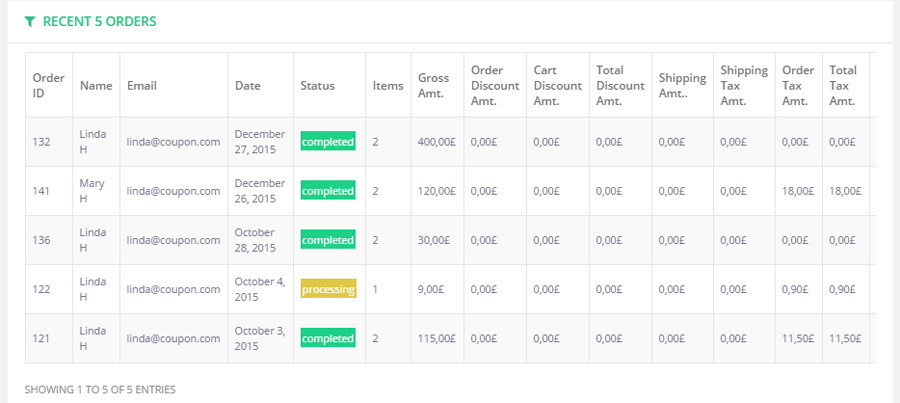 RECENT 5 ORDERS
Order ID Name Email Date Status Items Gross Amt. Order Discount Amt. Cart Discount Amt. Total Discount Amt. Shipping Amt.. Shipping Tax Amt. Order Tax Amt. Total Tax Amt.
132 Linda H linda@coupon.com December 27, 2015 completed 2 400,00£ 0,00£ 0,00£ 0,00£ 0,00£ 0,00£ 0,00£ 0,00£
141 Mary H linda@coupon.com December 26, 2015 completed 2 120,00£ 0,00£ 0,00£ 0,00£ 0,00£ 0,00£ 18,00£ 18,00£
136 Linda H linda@coupon.com October 28, 2015 completed 2 30,00£ 0,00£ 0,00£ 0,00£ 0,00£ 0,00£ 0,00£ 0,00£
122 Linda H linda@coupon.com October 4, 2015 processing 1 9,00£ 0,00£ 0,00£ 0,00£ 0,00£ 0,00£ 0,90£ 0,90£
121 Linda H linda@coupon.com October 3, 2015 completed 2 115,00£ 0,00£ 0,00£ 0,00£ 0,00£ 0,00£ 11,50£ 11,50£
SHOWING 1 TO 5 OF 5 ENTRIES